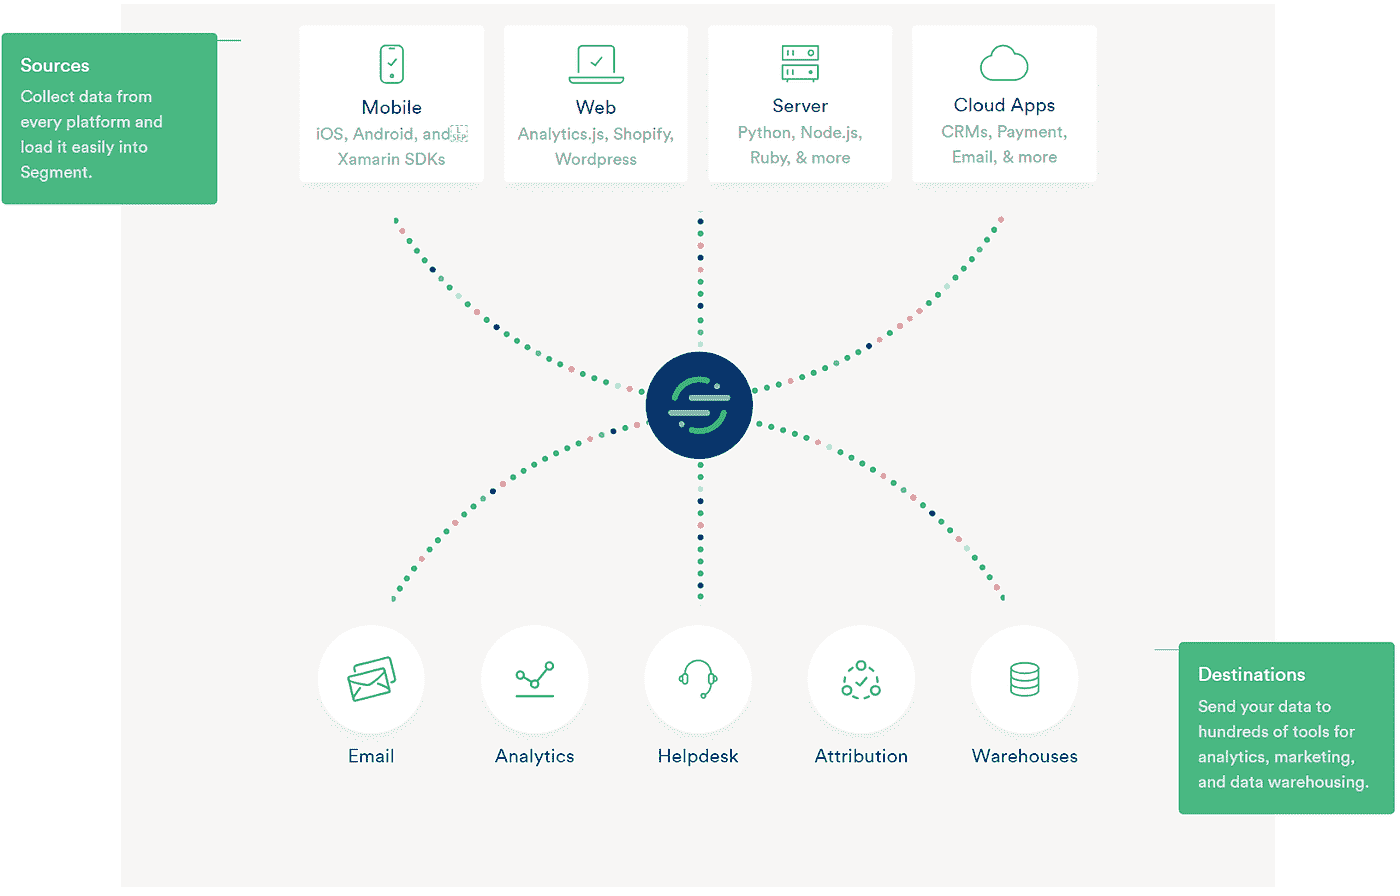 Sources
Collect data from
every platform and
load it easily into
Segment.
Mobile
iOS, Android, and
Xamarin SDKs
Web
Analytics.js, Shopify,
Wordpress
Server
Python, Node.js,
Ruby, & more
Cloud Apps
CRMs, Payment,
Email, & more
Email
Analytics
Helpdesk
Attribution
Warehouses
Destinations
Send your data to
hundreds of tools for
analytics, marketing,
and data warehousing.